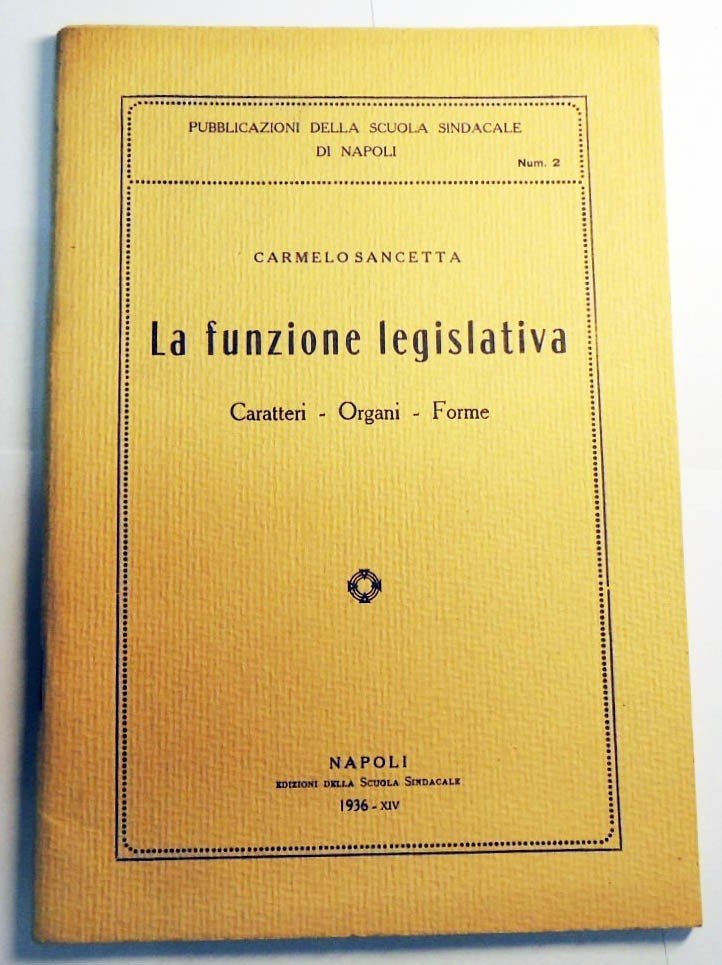 PUBBLICAZIONI DELLA SCUOLA SINDACALE
DI NAPOLI
Num. 2
CARMELO SANCETTA
La funzione legislativa
Caratteri - Organi - Forme
NAPOLI
EDIZIONI DELLA SCUOLA SINDACALE
1936 - XIV